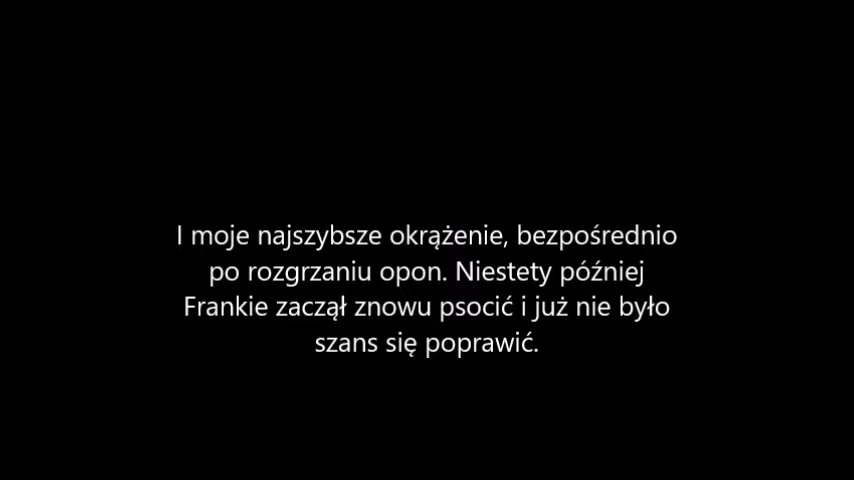 I moje najszybsze okrążenie, bezpośrednio
po rozgrzaniu opon. Niestety później
Frankie zaczął znowu psocić i już nie było
szans się poprawić.